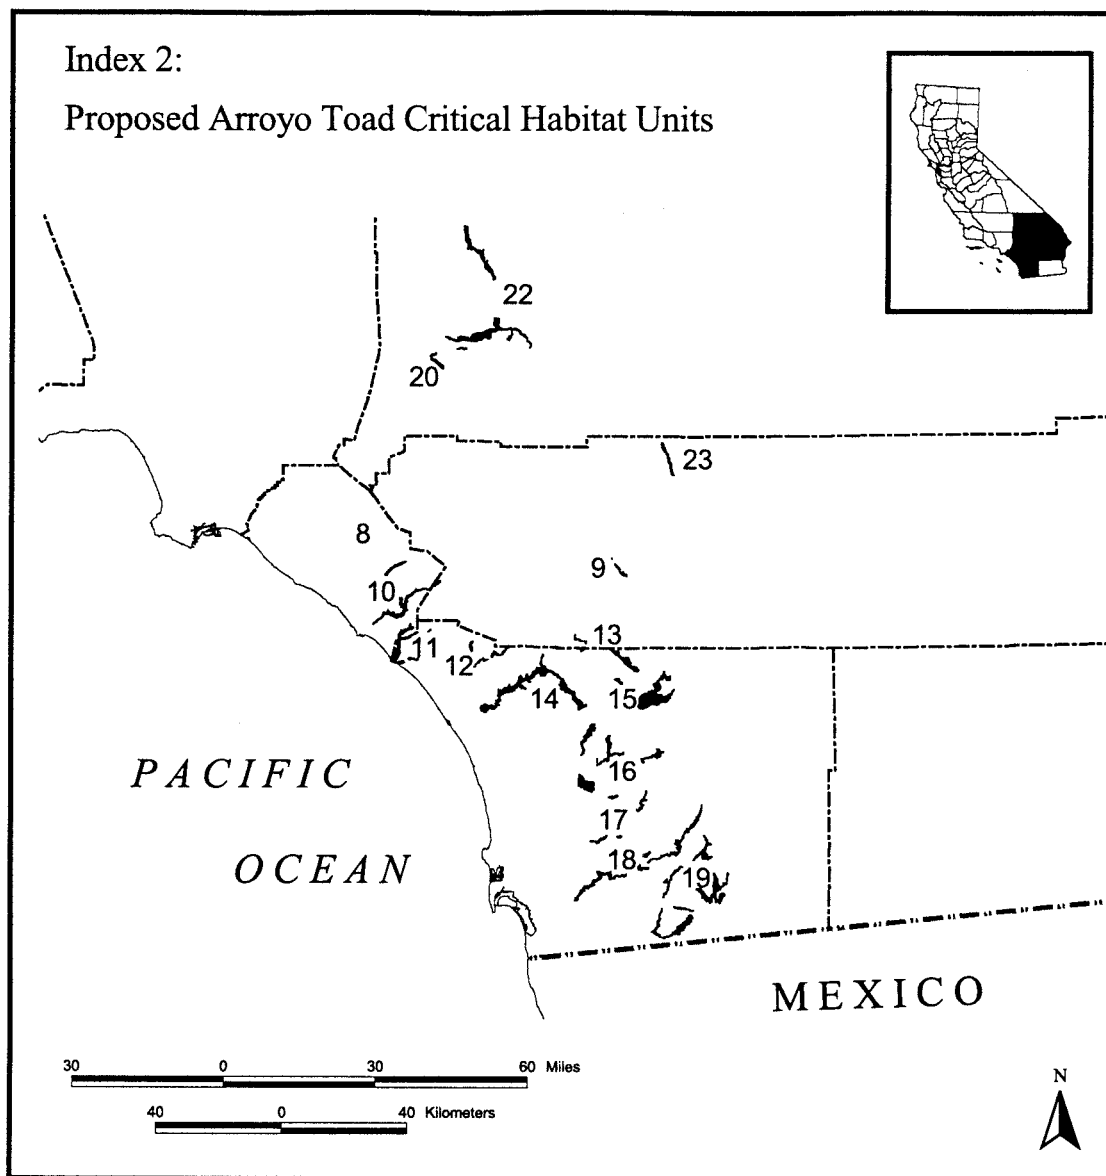 Index 2:
Proposed Arroyo Toad Critical Habitat Units
22
20
23
8
9
10
11
12
13
14
15
16
17
18
19
PACIFIC
OCEAN
MEXICO
30 0 30 60 Miles
40 0 40 Kilometers
N